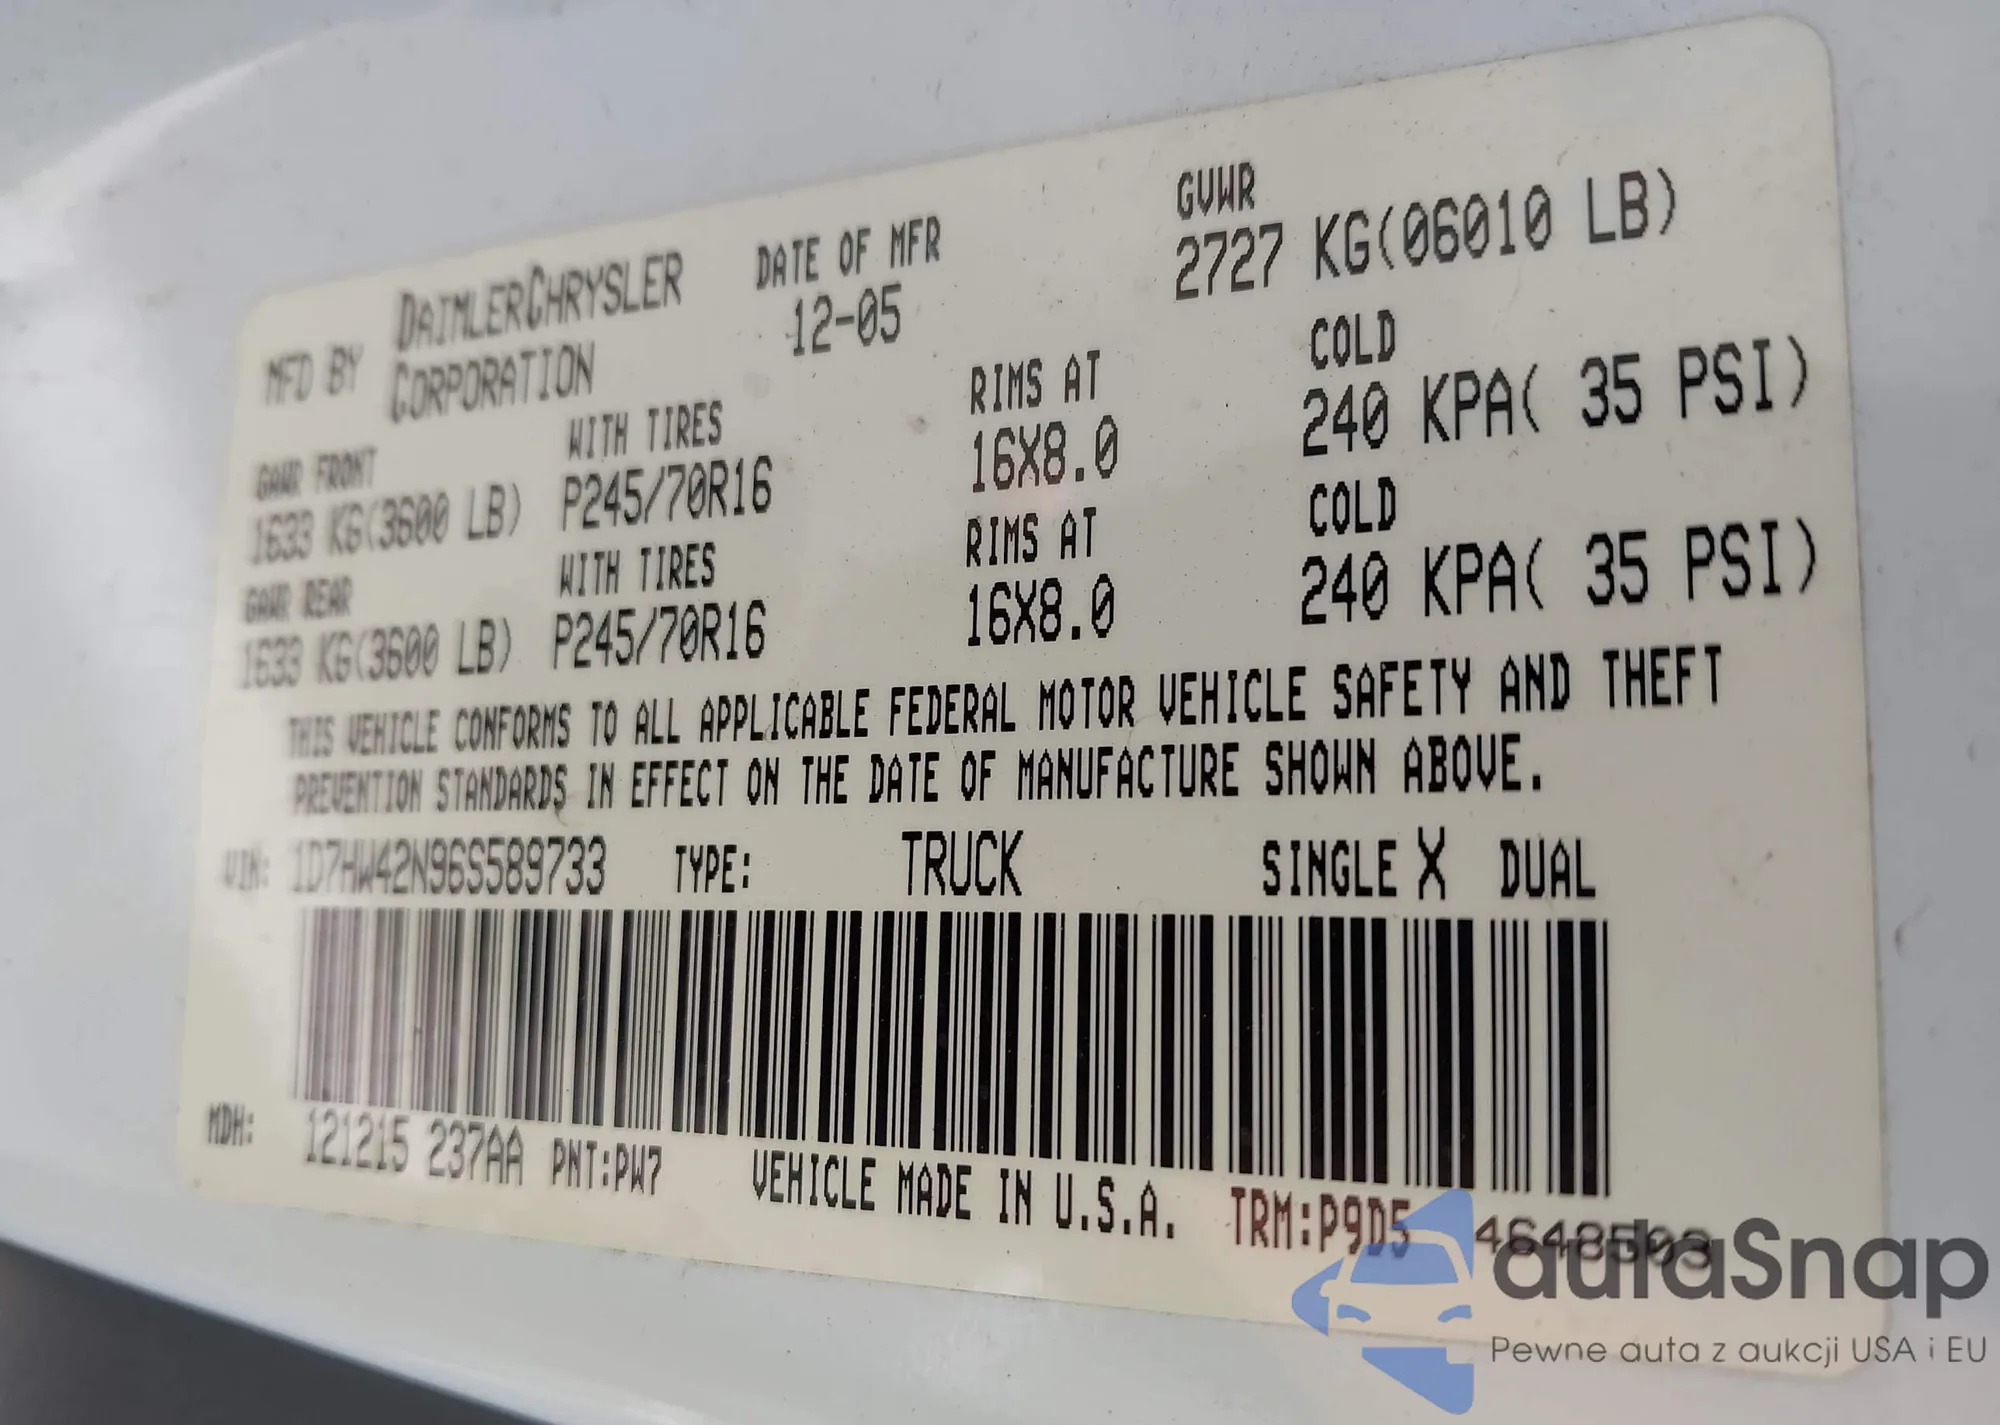 MFD BY DAIMLERCHRYSLER CORPORATION DATE OF MFR 12-05 GVWR 2727 KG(06010 LB)
GAWR FRONT WITH TIRES RIMS AT COLD
1633 KG(3600 LB) P245/70R16 16X8.0 240 KPA( 35 PSI)
GAWR REAR WITH TIRES RIMS AT COLD
1633 KG(3600 LB) P245/70R16 16X8.0 240 KPA( 35 PSI)
THIS VEHICLE CONFORMS TO ALL APPLICABLE FEDERAL MOTOR VEHICLE SAFETY AND THEFT
PREVENTION STANDARDS IN EFFECT ON THE DATE OF MANUFACTURE SHOWN ABOVE.
VIN: 1D7HW42N96S589733 TYPE: TRUCK SINGLE X DUAL
MDH: 121215 237AA PNT:PW7 VEHICLE MADE IN U.S.A. TRM:P9D5 4648503
autaSnap
Pewne auta z aukcji USA i EU